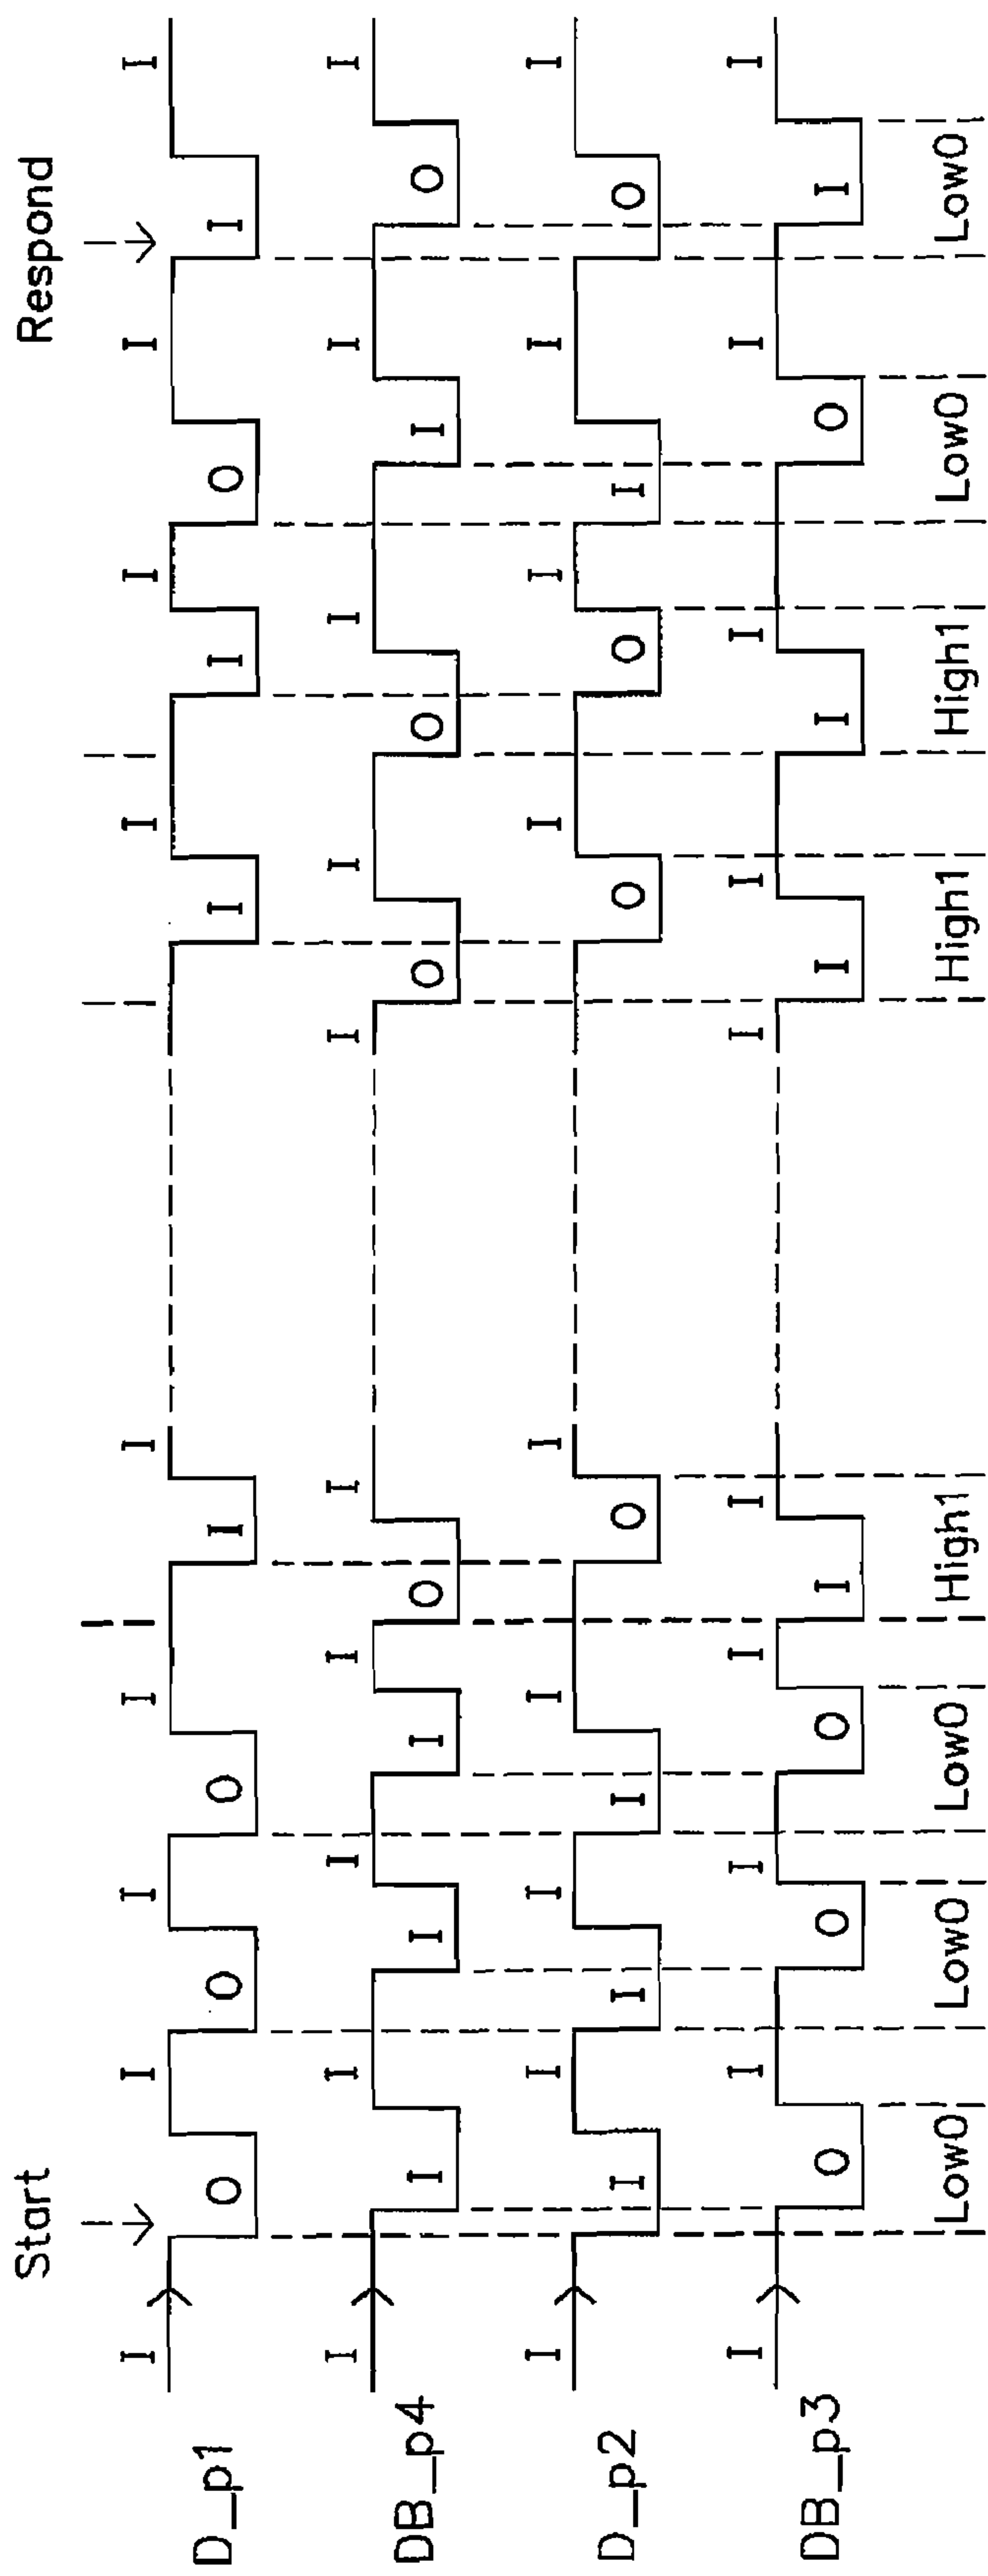 Start Respond
I I I I I I I I I
D_p1 O O O I I I O I
I I I I I I I I I I
DB_p4 I I I O O O I O
I I I I I I I I I
D_p2 I I I O O O I O
I I I I I I I I I I
DB_p3 O O O I I I O I
Low0 Low0 Low0 High1 High1 High1 Low0 Low0